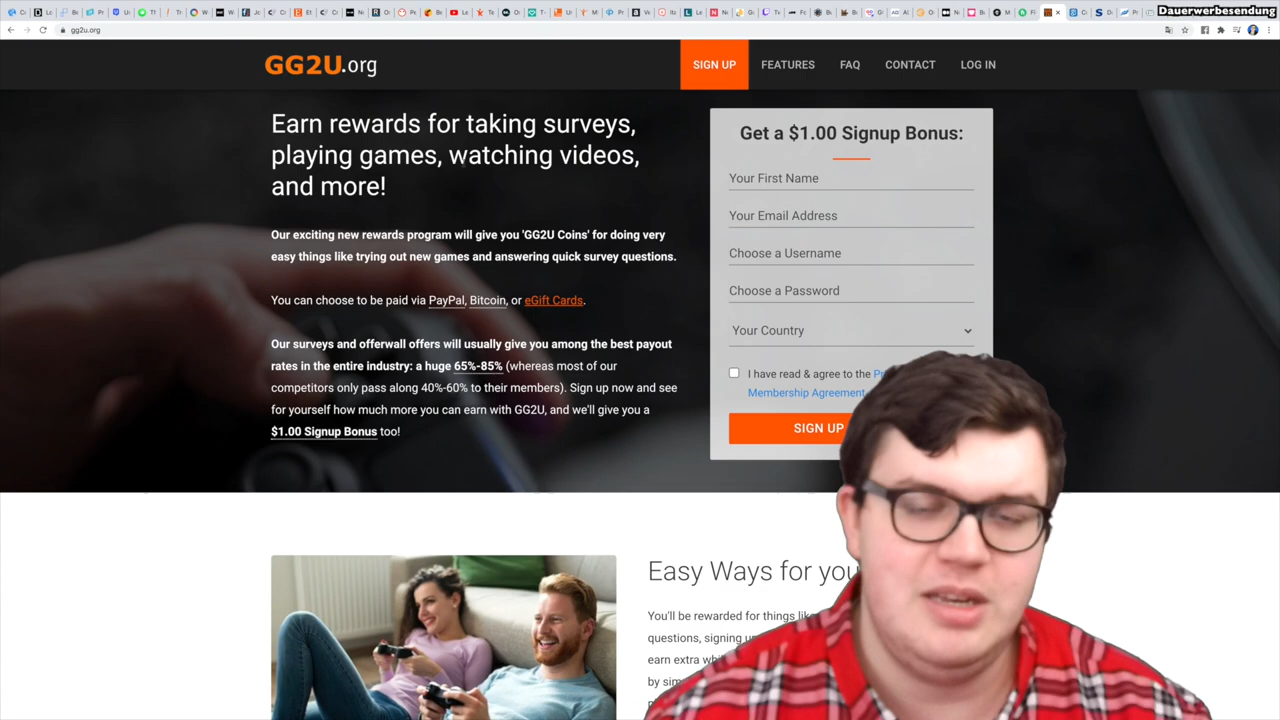 Dauerwerbesendung
gg2u.org
GG2U.org
SIGN UP
FEATURES
FAQ
CONTACT
LOG IN
Earn rewards for taking surveys,
playing games, watching videos,
and more!
Our exciting new rewards program will give you 'GG2U Coins' for doing very
easy things like trying out new games and answering quick survey questions.
You can choose to be paid via PayPal, Bitcoin, or eGift Cards.
Our surveys and offerwall offers will usually give you among the best payout
rates in the entire industry: a huge 65%-85% (whereas most of our
competitors only pass along 40%-60% to their members). Sign up now and see
for yourself how much more you can earn with GG2U, and we'll give you a
$1.00 Signup Bonus too!
Get a $1.00 Signup Bonus:
Your First Name
Your Email Address
Choose a Username
Choose a Password
Your Country
I have read & agree to the
Membership Agreement
SIGN UP
Easy Ways for you
You'll be rewarded for things
questions, signing
earn extra